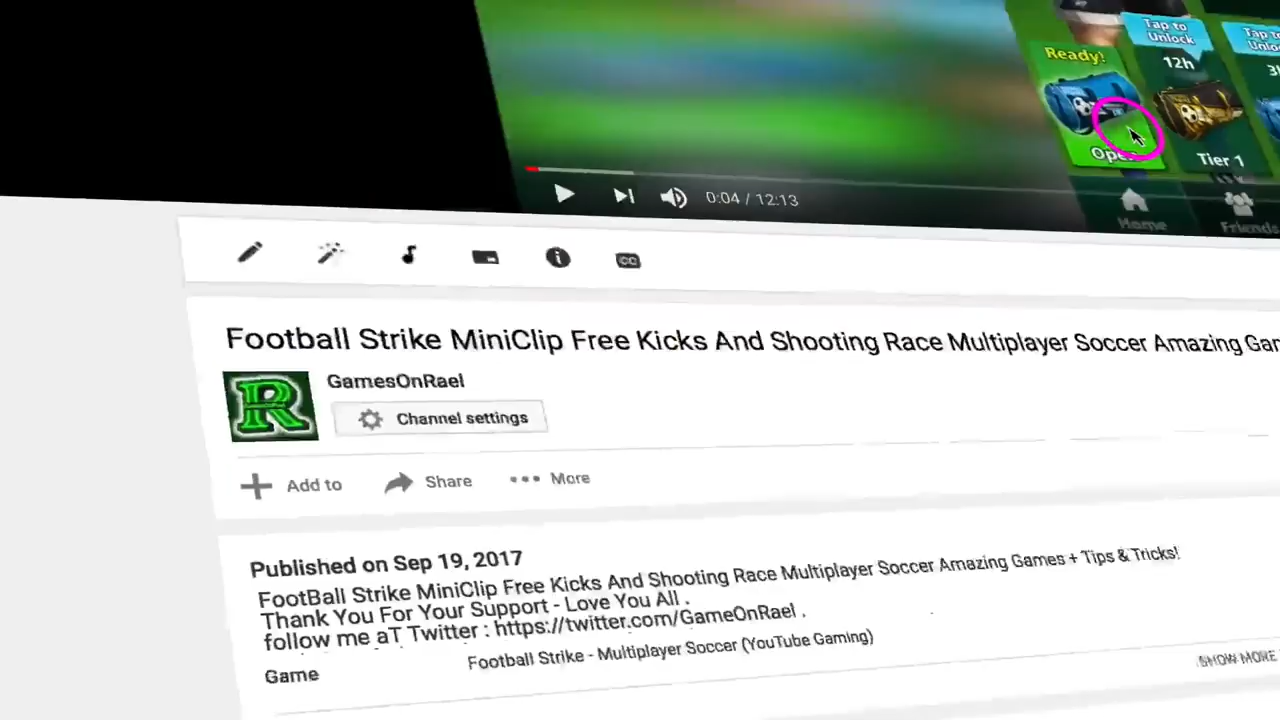 Tap to
Unlock
Tap to
Ready!
12h
Open
Tier 1
0:04 / 12:13
Home
Friends
CC
Football Strike MiniClip Free Kicks And Shooting Race Multiplayer Soccer Amazing Gam
R
GamesOnRael
Channel settings
Add to
Share
More
Published on Sep 19, 2017
FootBall Strike MiniClip Free Kicks And Shooting Race Multiplayer Soccer Amazing Games + Tips & Tricks!
Thank You For Your Support - Love You All .
follow me aT Twitter : https://twitter.com/GameOnRael .
Game
Football Strike - Multiplayer Soccer (YouTube Gaming)
SHOW MORE